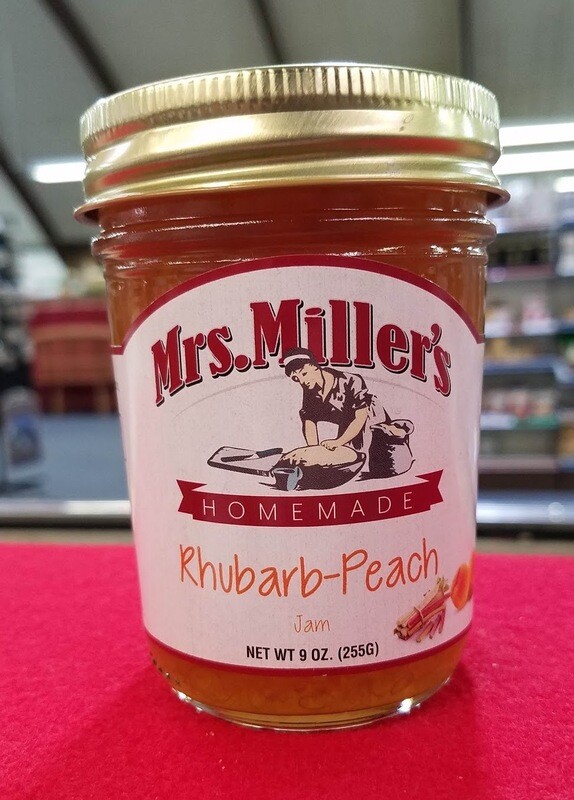 Mrs. Miller's
HOMEMADE
Rhubarb-Peach
Jam
NET WT 9 OZ. (255G)